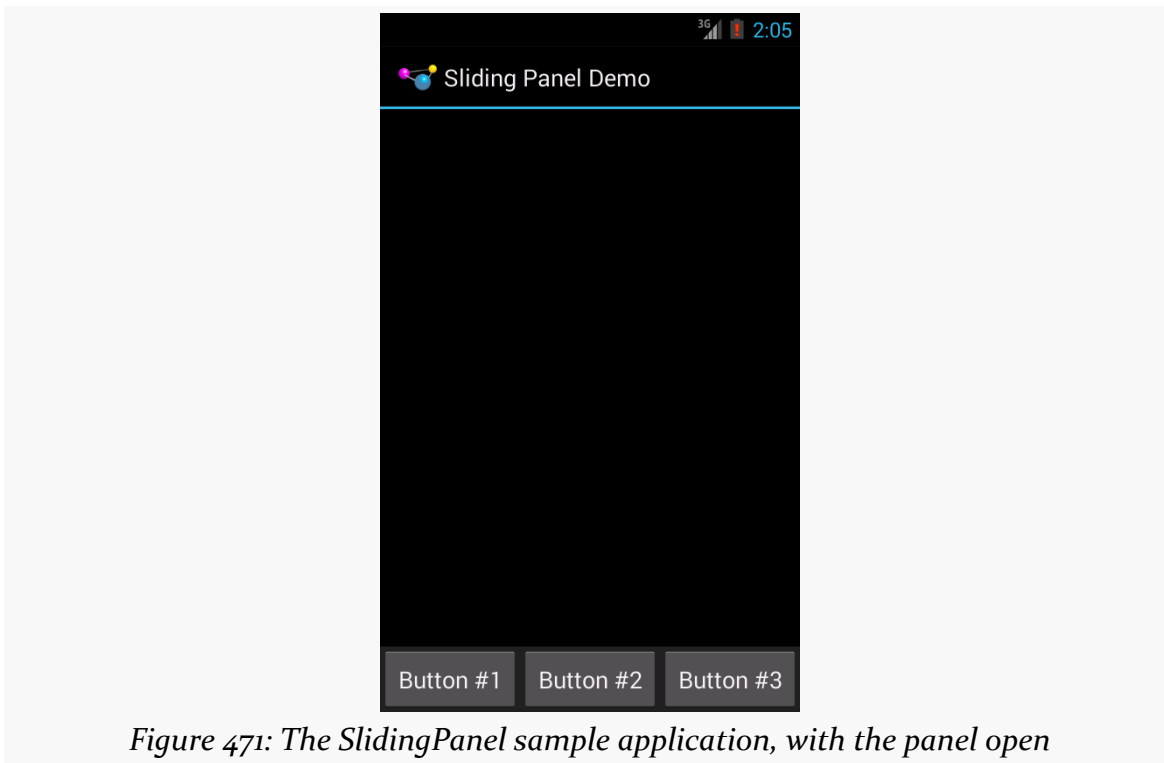 3G 2:05
Sliding Panel Demo
Button #1 Button #2 Button #3
Figure 471: The SlidingPanel sample application, with the panel open